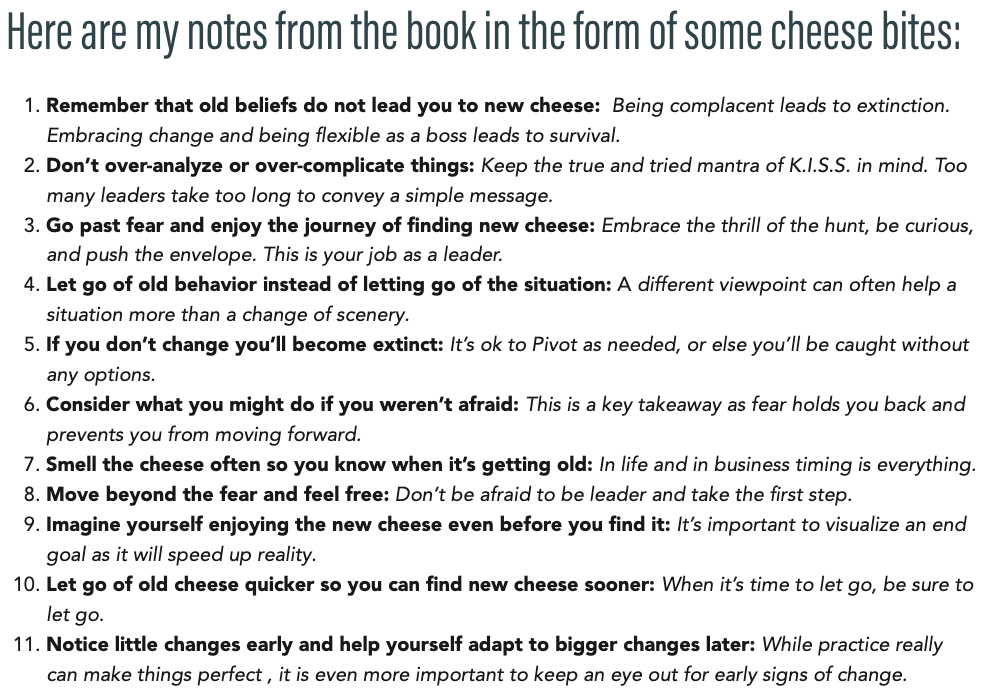 Here are my notes from the book in the form of some cheese bites:
1. Remember that old beliefs do not lead you to new cheese: Being complacent leads to extinction.
Embracing change and being flexible as a boss leads to survival.
2. Don’t over-analyze or over-complicate things: Keep the true and tried mantra of K.I.S.S. in mind. Too
many leaders take too long to convey a simple message.
3. Go past fear and enjoy the journey of finding new cheese: Embrace the thrill of the hunt, be curious,
and push the envelope. This is your job as a leader.
4. Let go of old behavior instead of letting go of the situation: A different viewpoint can often help a
situation more than a change of scenery.
5. If you don’t change you’ll become extinct: It’s ok to Pivot as needed, or else you’ll be caught without
any options.
6. Consider what you might do if you weren’t afraid: This is a key takeaway as fear holds you back and
prevents you from moving forward.
7. Smell the cheese often so you know when it’s getting old: In life and in business timing is everything.
8. Move beyond the fear and feel free: Don’t be afraid to be leader and take the first step.
9. Imagine yourself enjoying the new cheese even before you find it: It’s important to visualize an end
goal as it will speed up reality.
10. Let go of old cheese quicker so you can find new cheese sooner: When it’s time to let go, be sure to
let go.
11. Notice little changes early and help yourself adapt to bigger changes later: While practice really
can make things perfect , it is even more important to keep an eye out for early signs of change.